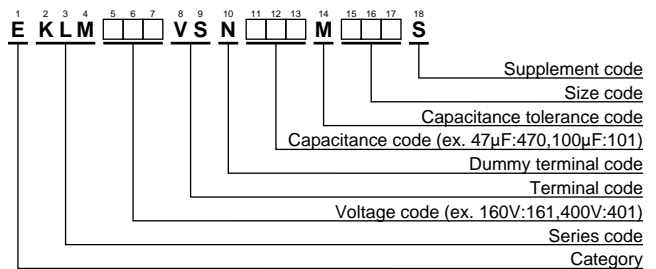 1 2 3 4 5 6 7 8 9 10 11 12 13 14 15 16 17 18
E K L M □ □ □ V S N □ □ □ M □ □ □ S
Supplement code
Size code
Capacitance tolerance code
Capacitance code (ex. 47µF:470,100µF:101)
Dummy terminal code
Terminal code
Voltage code (ex. 160V:161,400V:401)
Series code
Category